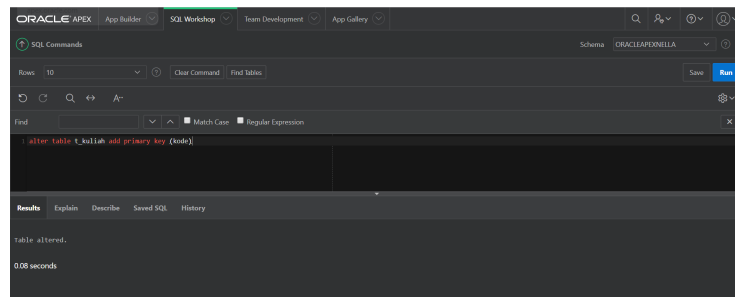 ORACLE APEX App Builder SQL Workshop Team Development App Gallery
SQL Commands Schema ORACLEAPEXNELLA
Rows 10 Clear Command Find Tables Save Run
A··
Find Match Case Regular Expression
1 alter table t_kuliah add primary key (kode)
Results Explain Describe Saved SQL History
Table altered.
0.08 seconds